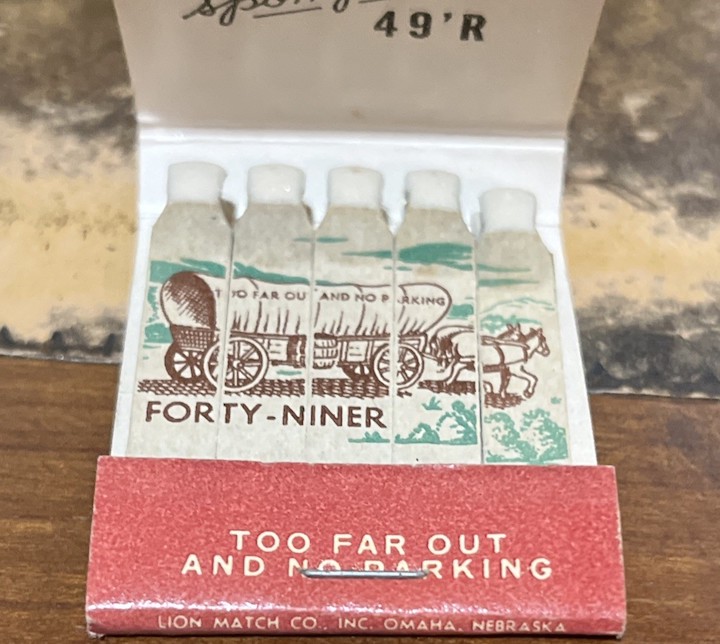 49'R
TOO FAR OUT AND NO PARKING
FORTY-NINER
TOO FAR OUT
AND NO PARKING
LION MATCH CO., INC. OMAHA, NEBRASKA